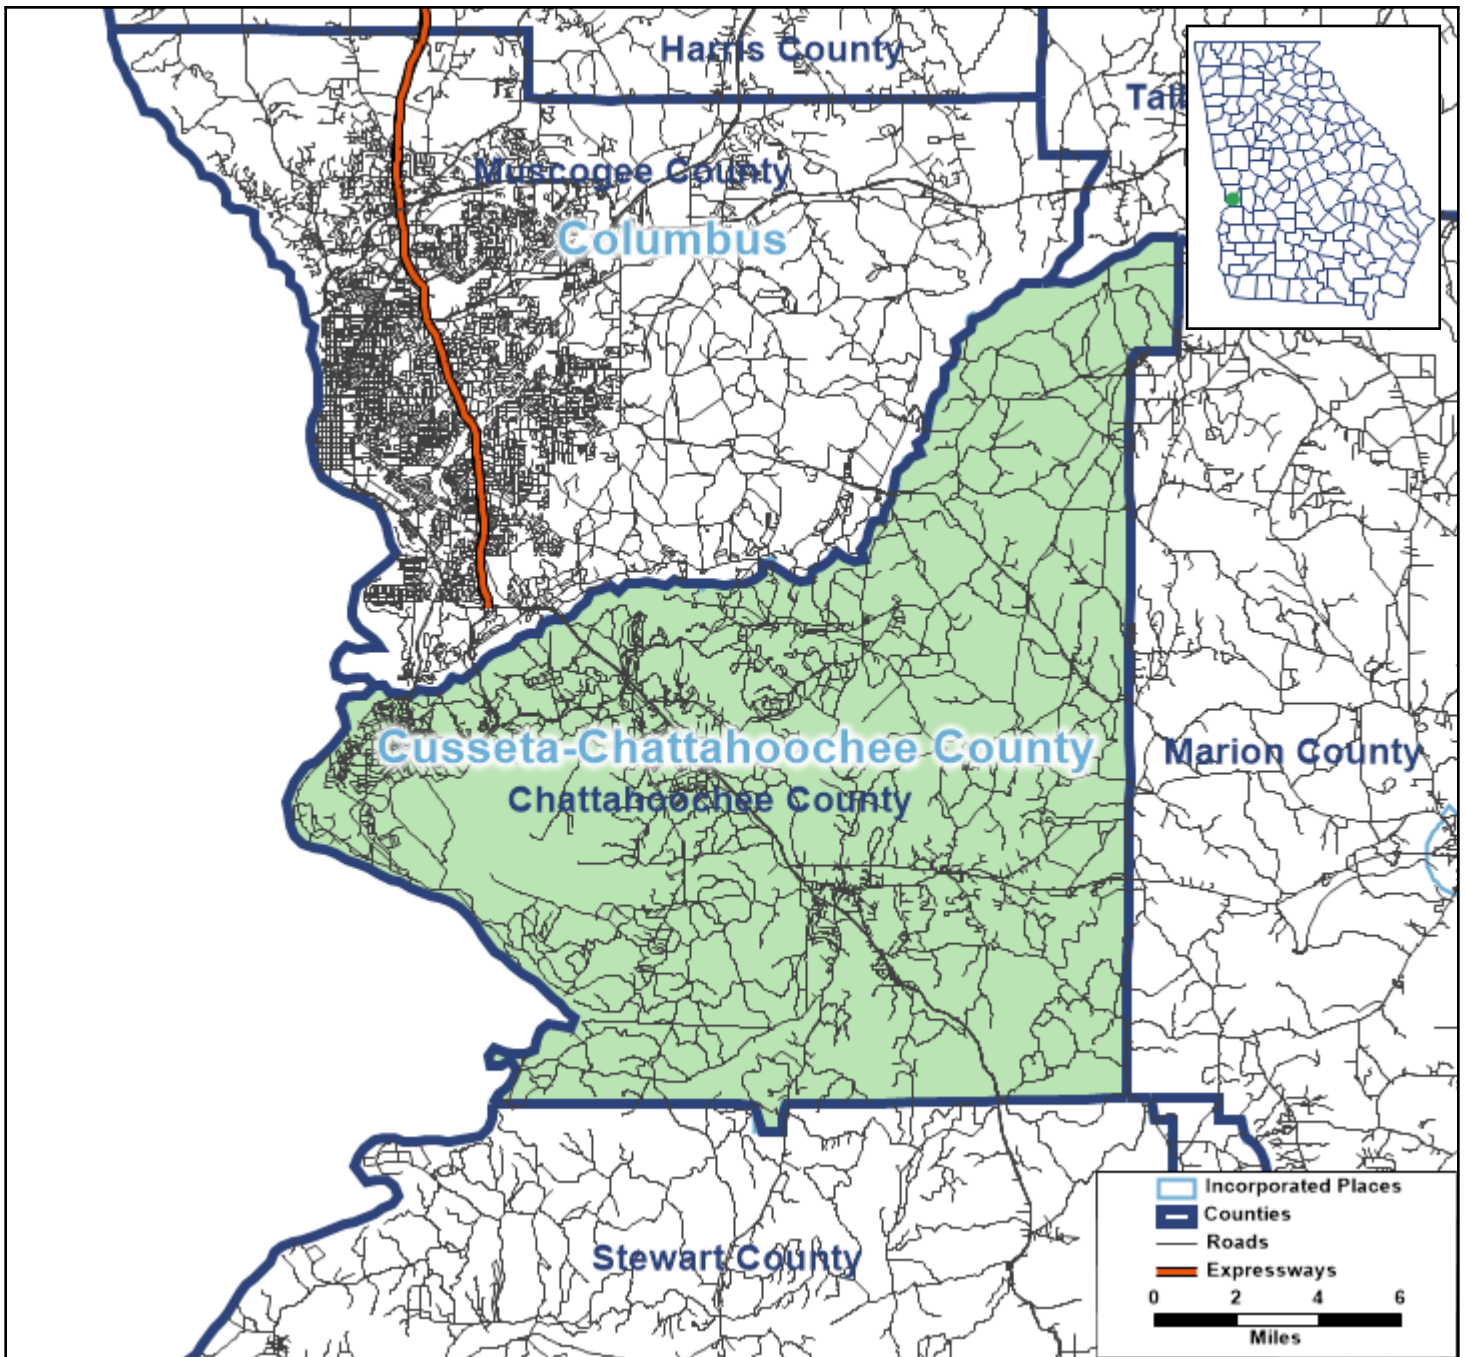 Harris County
Muscogee County
Columbus
Cusseta-Chattahoochee County
Chattahoochee County
Marion County
Stewart County
Incorporated Places
Counties
Roads
Expressways
0 2 4 6
Miles